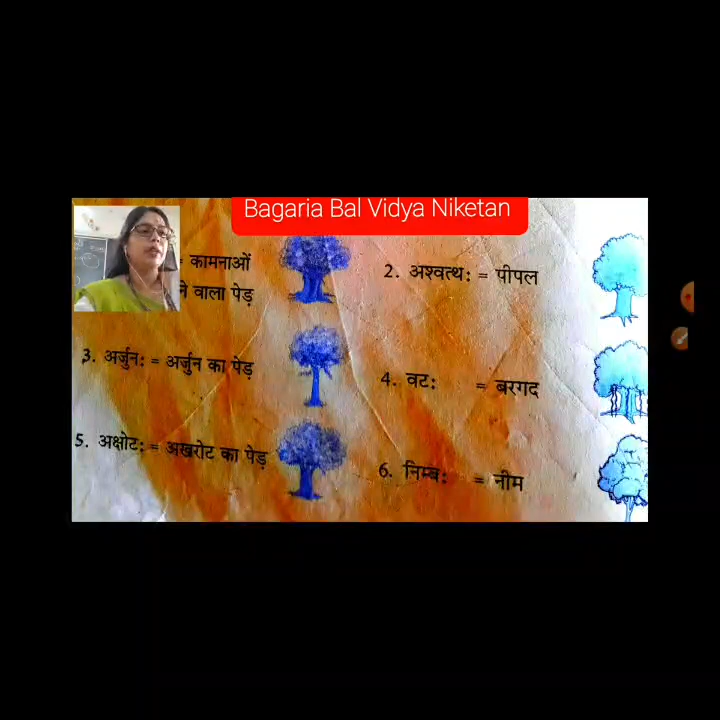 Bagaria Bal Vidya Niketan
= कामनाओं
ने वाला पेड़
2. अश्वत्थ: = पीपल
3. अर्जुन: = अर्जुन का पेड़
4. वट: = बरगद
5. अक्षोट: = अखरोट का पेड़
6. निम्ब: = नीम